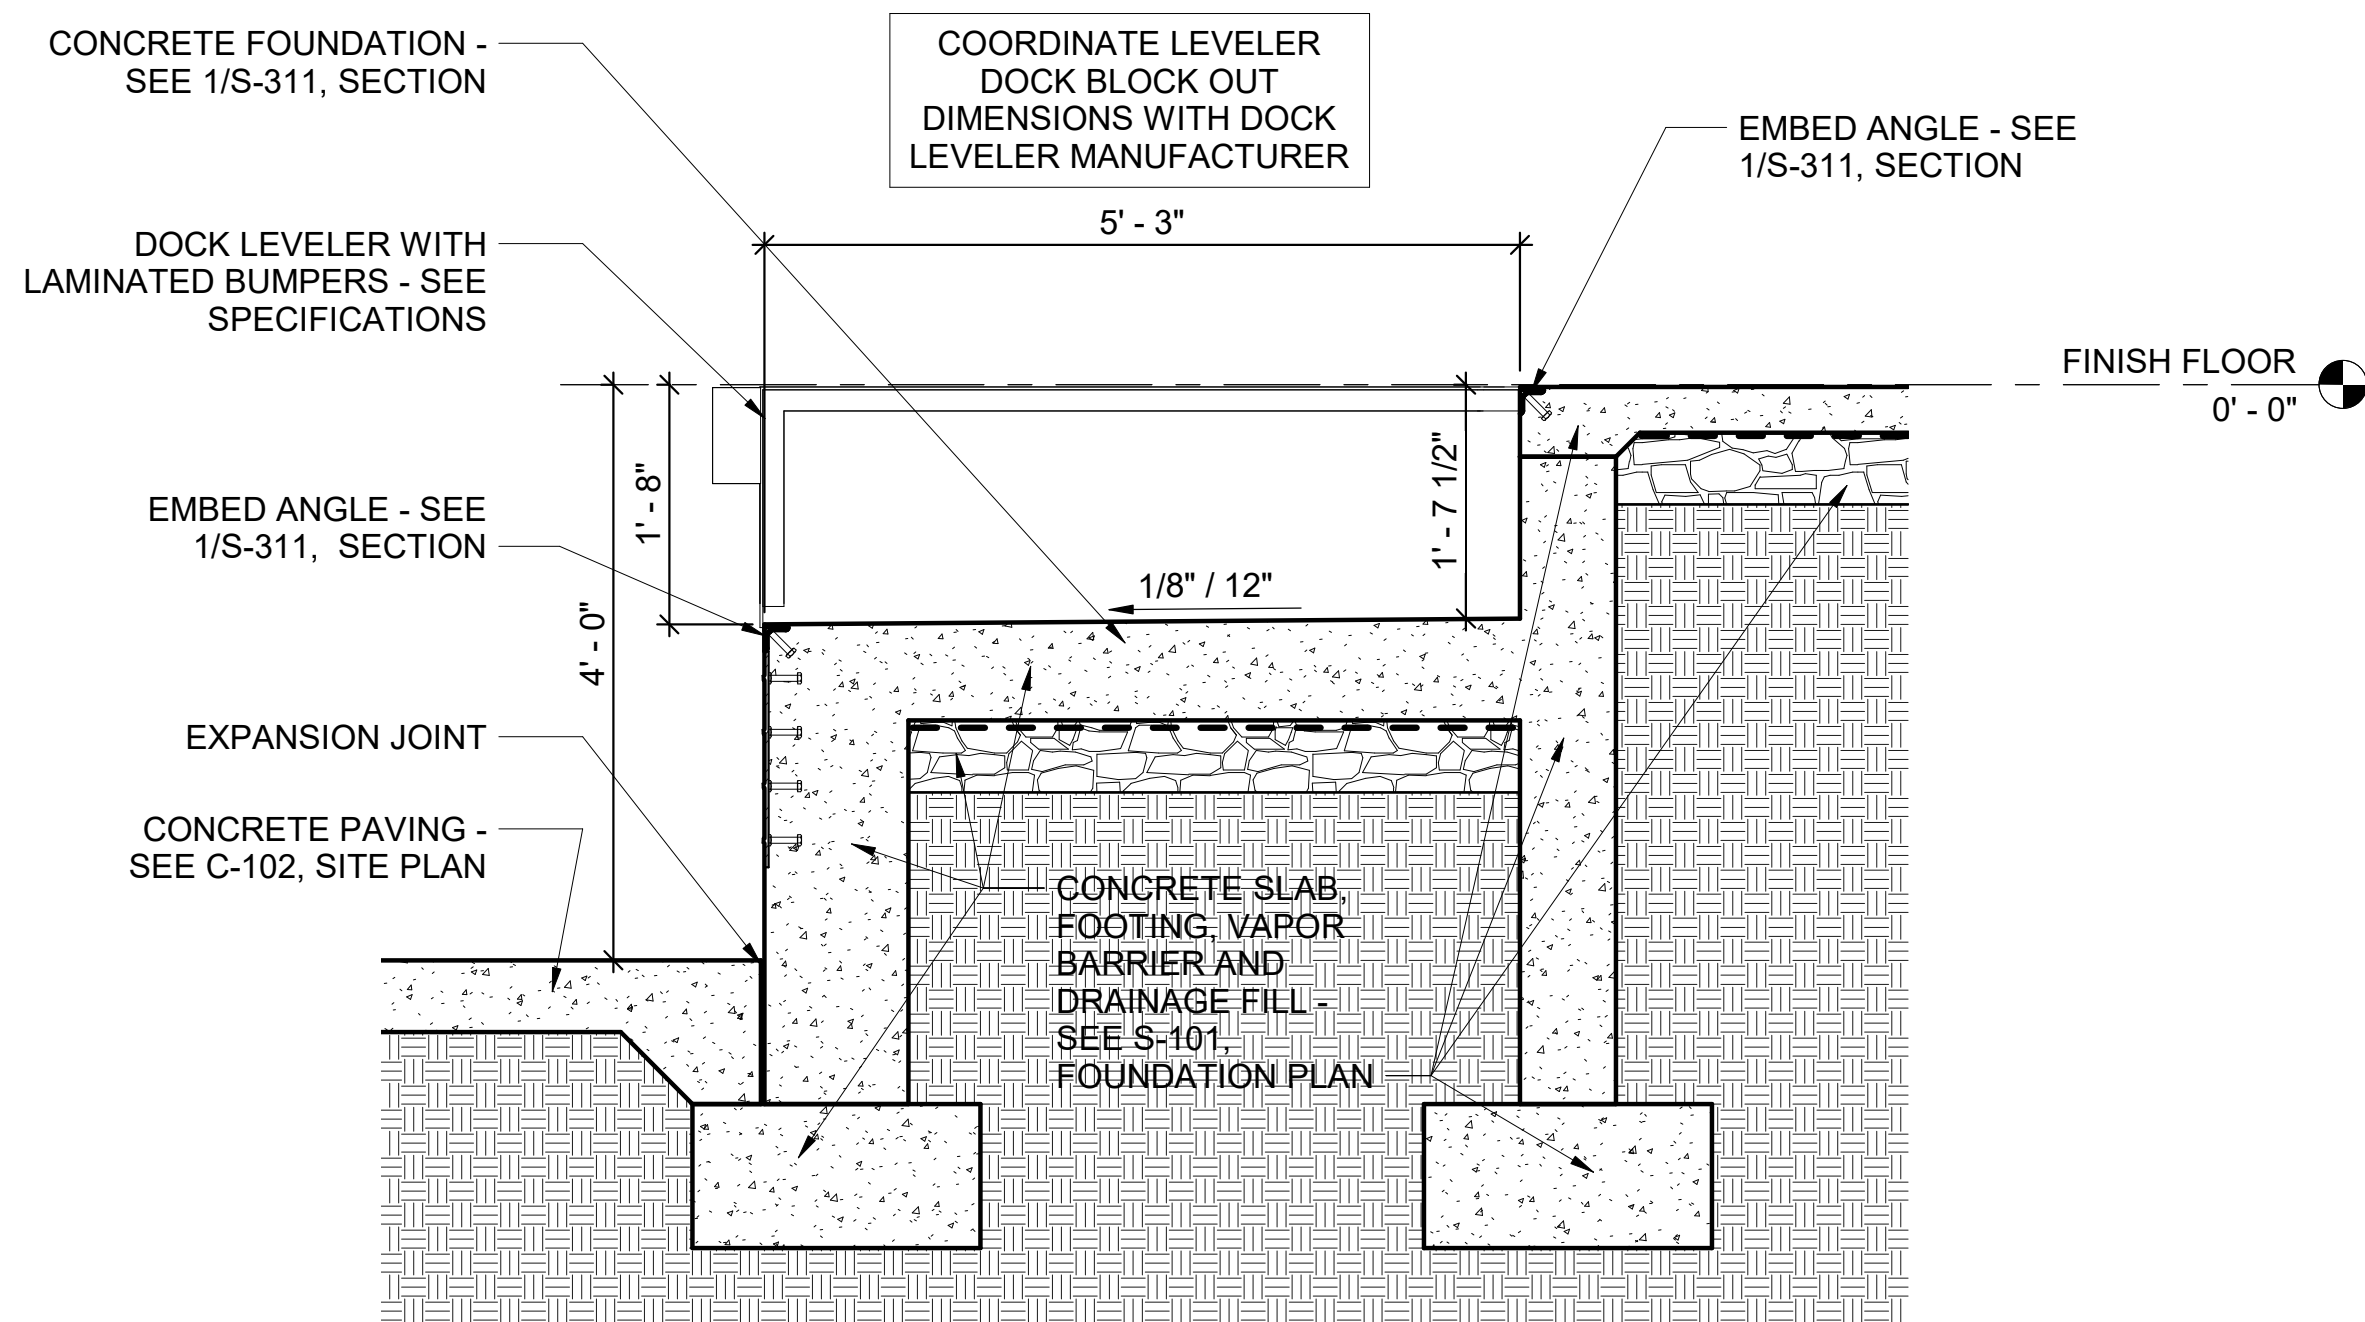 CONCRETE FOUNDATION -
SEE 1/S-311, SECTION
COORDINATE LEVELER
DOCK BLOCK OUT
DIMENSIONS WITH DOCK
LEVELER MANUFACTURER
EMBED ANGLE - SEE
1/S-311, SECTION
5' - 3"
DOCK LEVELER WITH
LAMINATED BUMPERS - SEE
SPECIFICATIONS
FINISH FLOOR
0' - 0"
1' - 8"
1' - 7 1/2"
EMBED ANGLE - SEE
1/S-311, SECTION
1/8" / 12"
4' - 0"
EXPANSION JOINT
CONCRETE PAVING -
SEE C-102, SITE PLAN
CONCRETE SLAB,
FOOTING, VAPOR
BARRIER AND
DRAINAGE FILL -
SEE S-101,
FOUNDATION PLAN